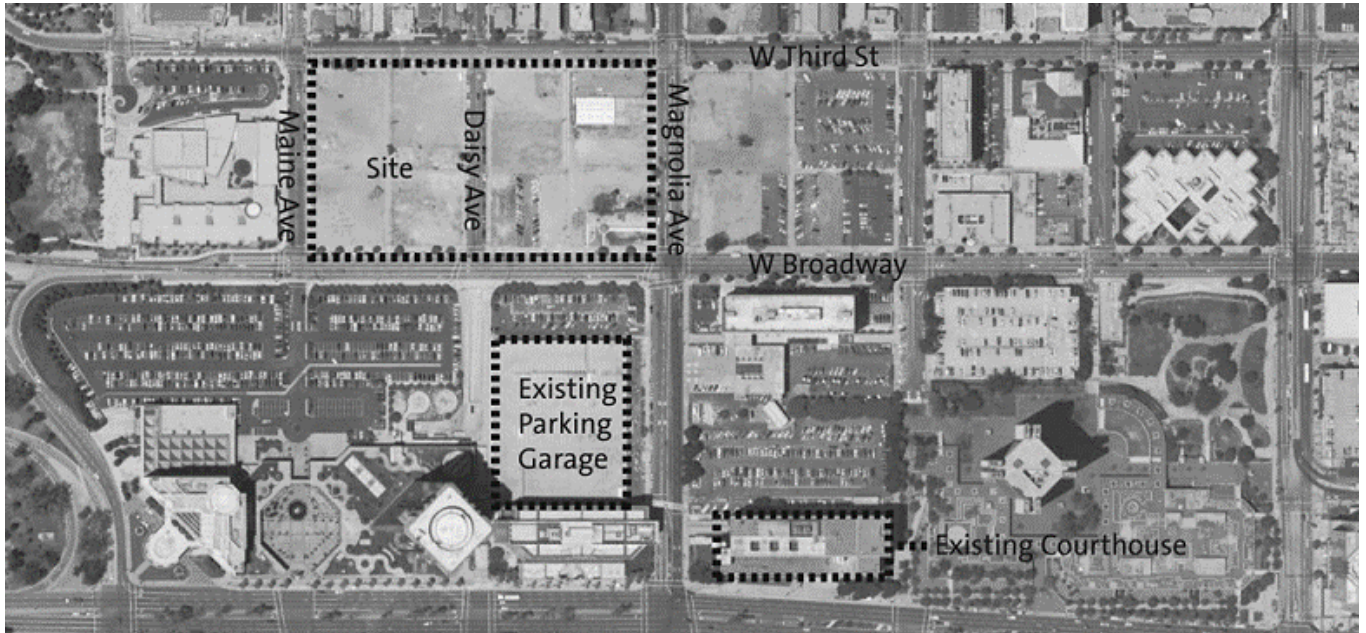 W Third St
Maine Ave
Daisy Ave
Magnolia Ave
Site
W Broadway
Existing
Parking
Garage
Existing Courthouse